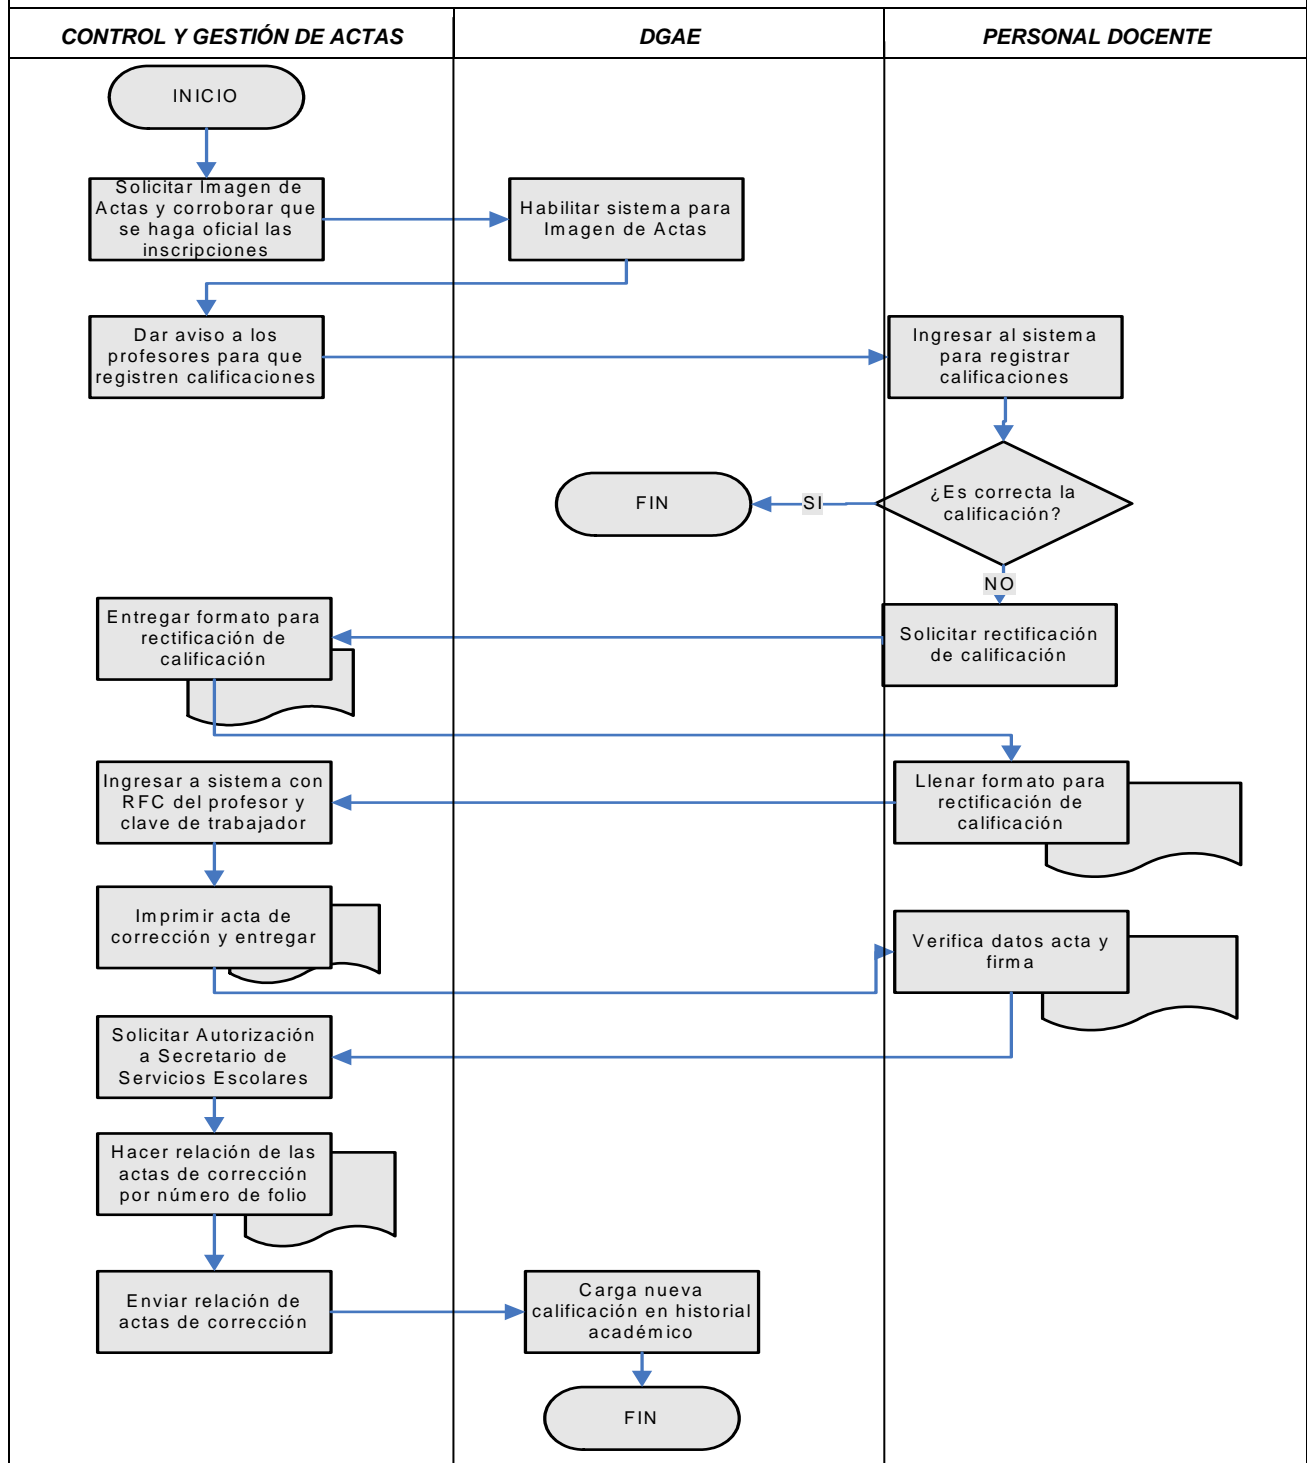 CONTROL Y GESTIÓN DE ACTAS
DGAE
PERSONAL DOCENTE
INICIO
Solicitar Imagen de
Actas y corroborar que
se haga oficial las
inscripciones
Habilitar sistema para
Imagen de Actas
Dar aviso a los
profesores para que
registren calificaciones
Ingresar al sistema
para registrar
calificaciones
¿Es correcta la
calificación?
SI
FIN
NO
Solicitar rectificación
de calificación
Entregar formato para
rectificación de
calificación
Llenar formato para
rectificación de
calificación
Ingresar a sistema con
RFC del profesor y
clave de trabajador
Imprimir acta de
corrección y entregar
Verifica datos acta y
firma
Solicitar Autorización
a Secretario de
Servicios Escolares
Hacer relación de las
actas de corrección
por número de folio
Enviar relación de
actas de corrección
Carga nueva
calificación en historial
académico
FIN